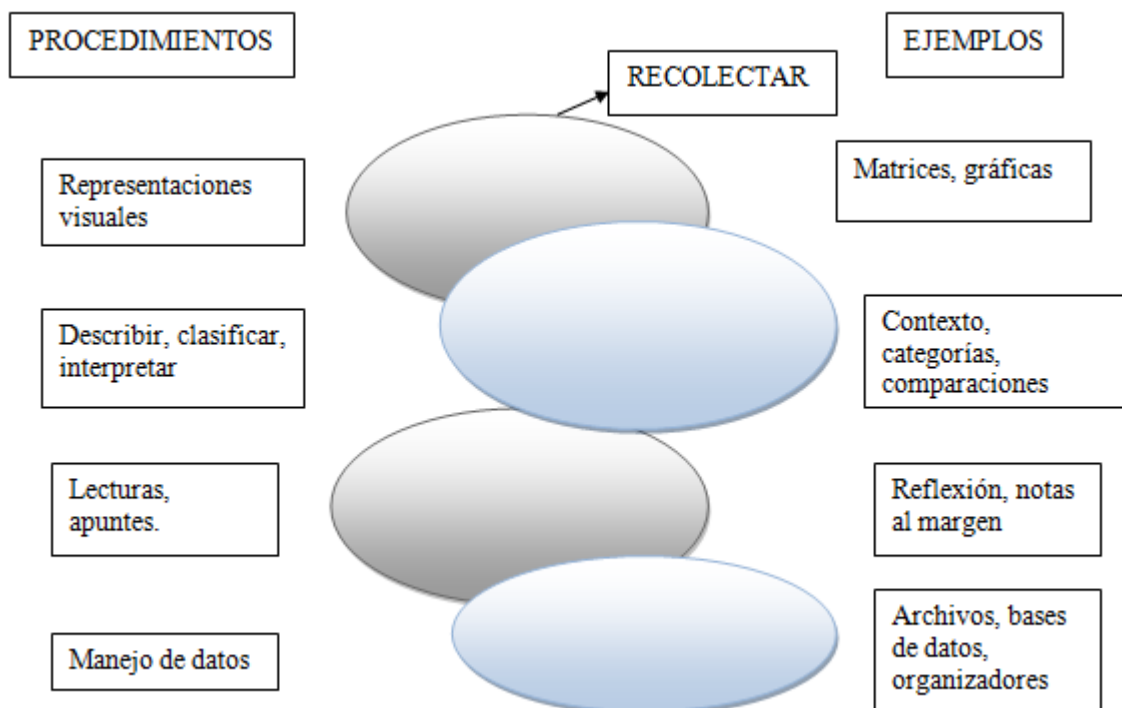 PROCEDIMIENTOS
EJEMPLOS
RECOLECTAR
Representaciones
visuales
Matrices, gráficas
Describir, clasificar,
interpretar
Contexto,
categorías,
comparaciones
Lecturas,
apuntes.
Reflexión, notas
al margen
Manejo de datos
Archivos, bases
de datos,
organizadores